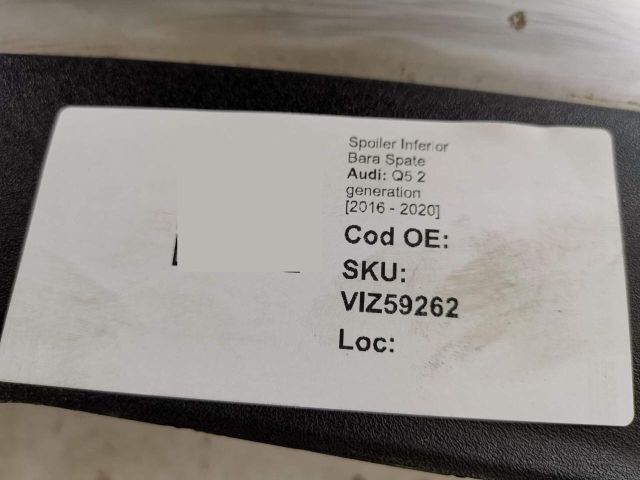 Spoiler Inferior
Bara Spate
Audi: Q5 2
generation
[2016 - 2020]
Cod OE:
SKU:
VIZ59262
Loc: